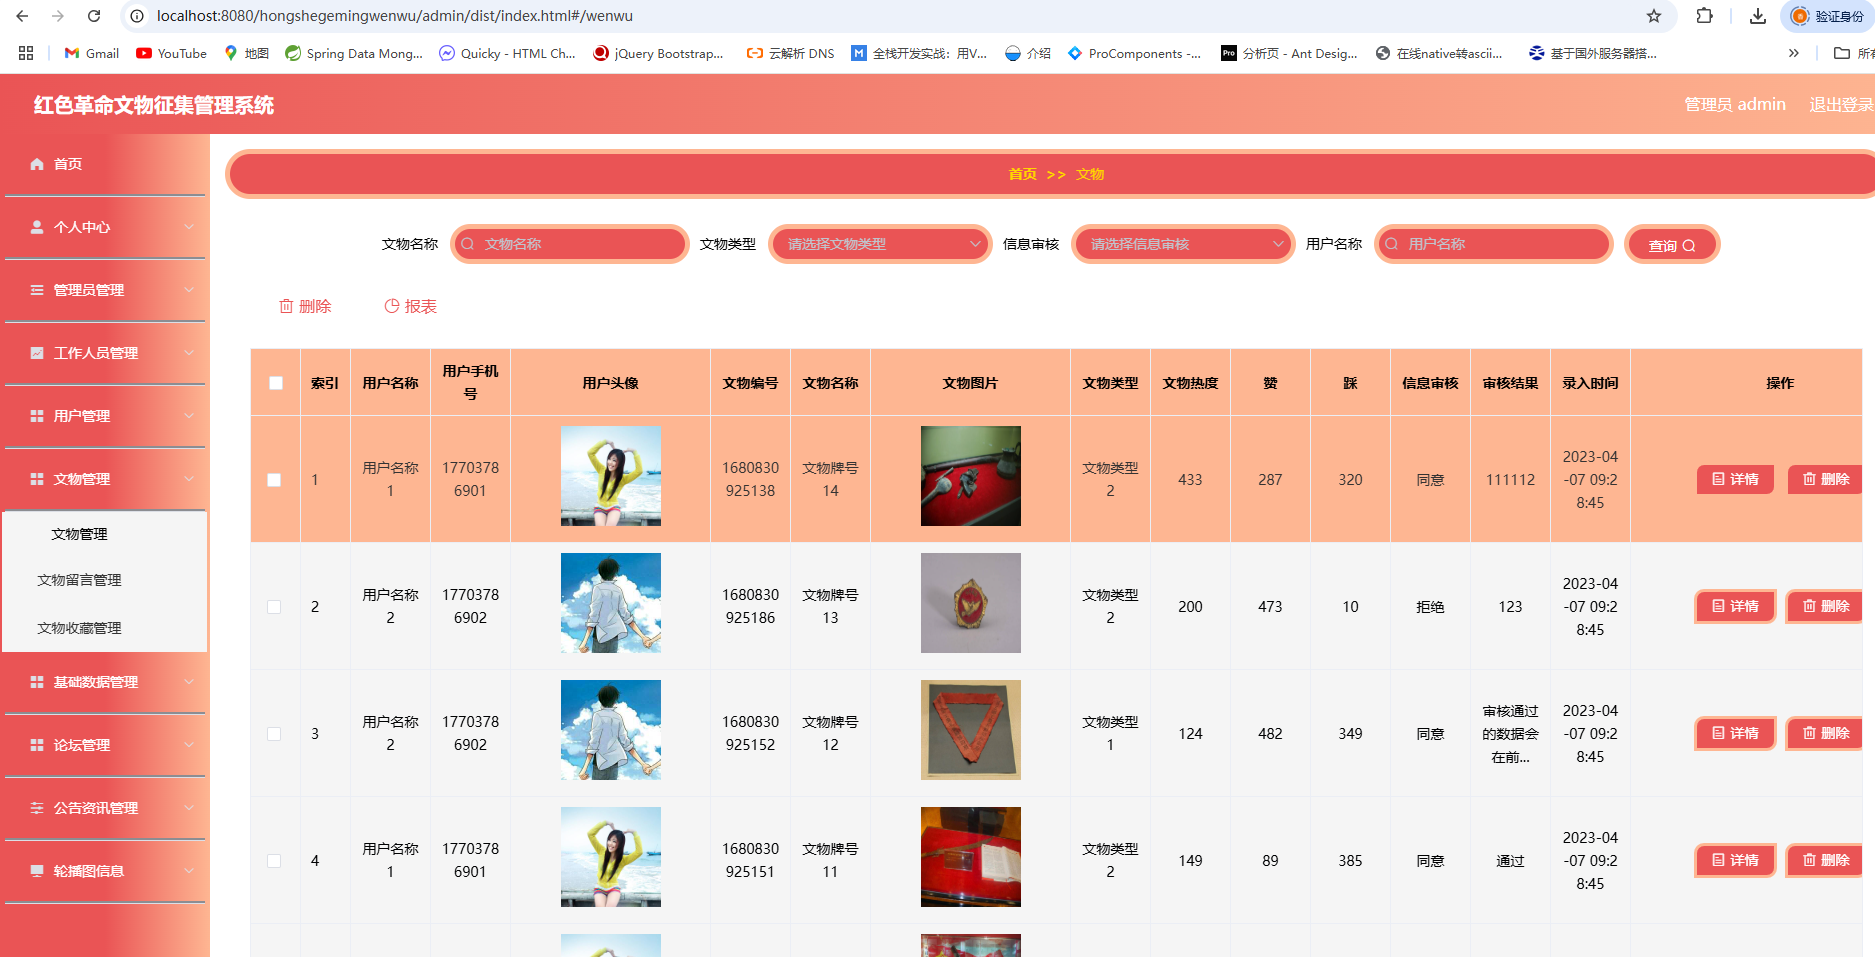 localhost:8080/hongshegemingwenwu/admin/dist/index.html#/wenwu
验证身份
Gmail
YouTube
地图
Spring Data Mong...
Quicky - HTML Ch...
jQuery Bootstrap...
云解析 DNS
全栈开发实战：用V...
介绍
ProComponents -...
分析页 - Ant Desig...
在线native转ascii...
基于国外服务器搭...
»
红色革命文物征集管理系统
管理员 admin
退出登录
首页
个人中心
管理员管理
工作人员管理
用户管理
文物管理
文物管理
文物留言管理
文物收藏管理
基础数据管理
论坛管理
公告资讯管理
轮播图信息
首页 >> 文物
文物名称 文物名称 文物类型 请选择文物类型 信息审核 请选择信息审核 用户名称 用户名称 查询
删除 报表
索引 用户名称 用户手机号 用户头像 文物编号 文物名称 文物图片 文物类型 文物热度 赞 踩 信息审核 审核结果 录入时间 操作
1 用户名称1 17703786901 1680830925138 文物牌号14 文物类型2 433 287 320 同意 111112 2023-04-07 09:28:45 详情 删除
2 用户名称2 17703786902 1680830925186 文物牌号13 文物类型2 200 473 10 拒绝 123 2023-04-07 09:28:45 详情 删除
3 用户名称2 17703786902 1680830925152 文物牌号12 文物类型1 124 482 349 同意 审核通过的数据会在前... 2023-04-07 09:28:45 详情 删除
4 用户名称1 17703786901 1680830925151 文物牌号11 文物类型2 149 89 385 同意 通过 2023-04-07 09:28:45 详情 删除